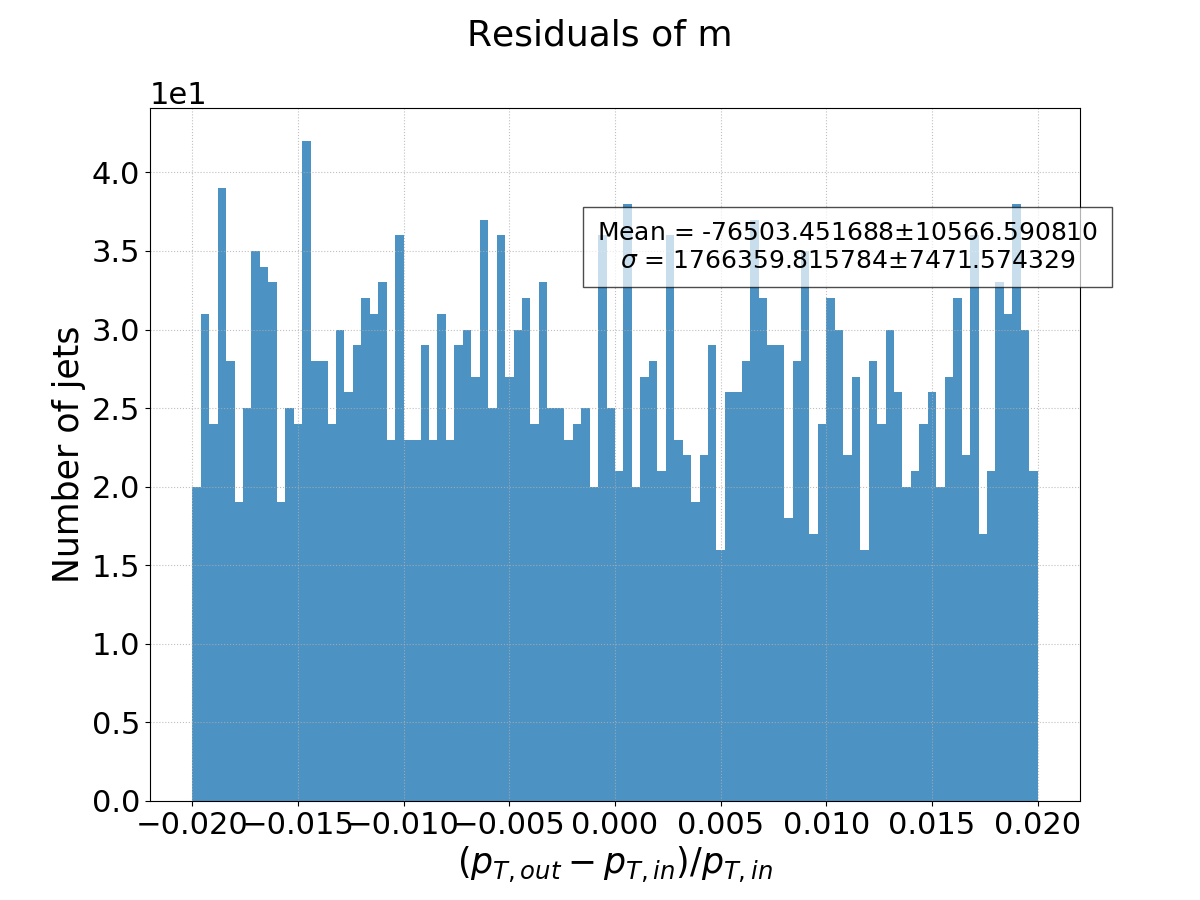 Residuals of m
1e1
4.0
3.5
3.0
2.5
2.0
1.5
1.0
0.5
0.0
Number of jets
Mean = -76503.451688±10566.590810
σ = 1766359.815784±7471.574329
−0.020 −0.015 −0.010 −0.005 0.000 0.005 0.010 0.015 0.020
(p_{T,out} − p_{T,in})/p_{T,in}